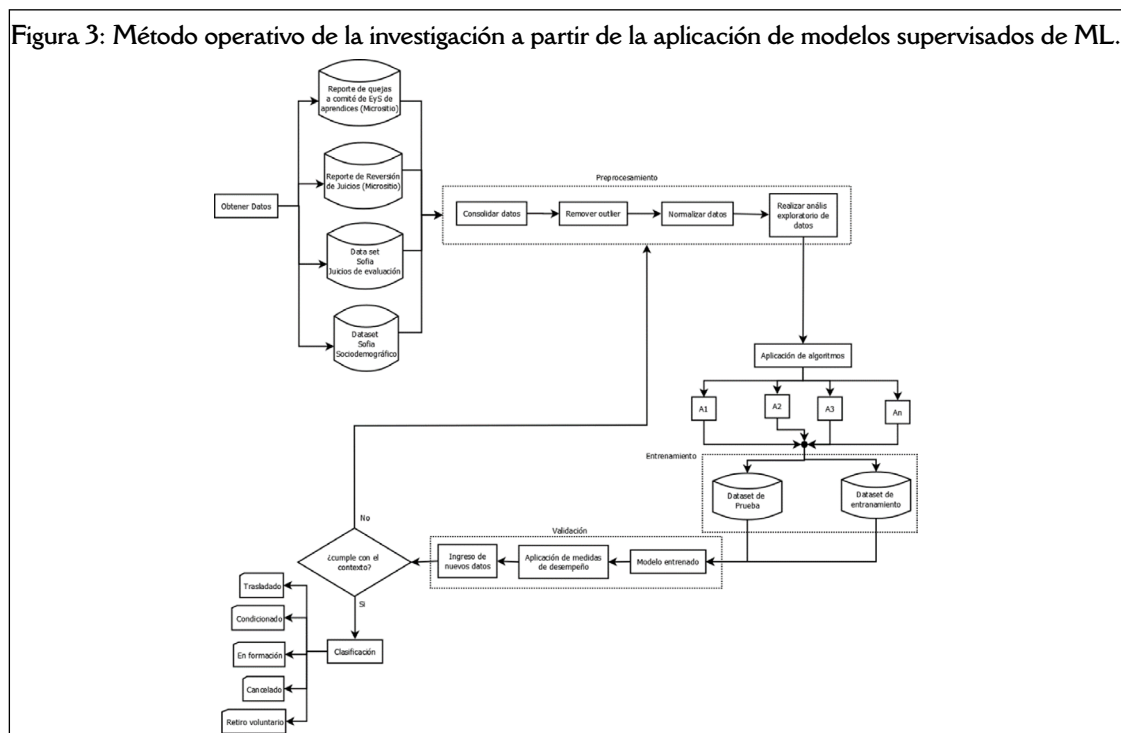 Figura 3: Método operativo de la investigación a partir de la aplicación de modelos supervisados de ML.
Reporte de quejas
a comité de EyS de
aprendices (Micrositio)
Reporte de Reversión
de Juicios (Micrositio)
Obtener Datos
Data set
Sofia
Juicios de evaluación
Dataset
Sofia
Sociodemográfico
Preprocesamiento
Consolidar datos
Remover outlier
Normalizar datos
Realizar anális
exploratorio de
datos
Aplicación de algoritmos
A1
A2
A3
An
Entrenamiento
Dataset de
Prueba
Dataset de
entranamiento
Validación
Modelo entrenado
Aplicación de medidas
de desempeño
Ingreso de
nuevos datos
No
¿cumple con el
contexto?
Si
Clasificación
Trasladado
Condicionado
En formación
Cancelado
Retiro voluntario